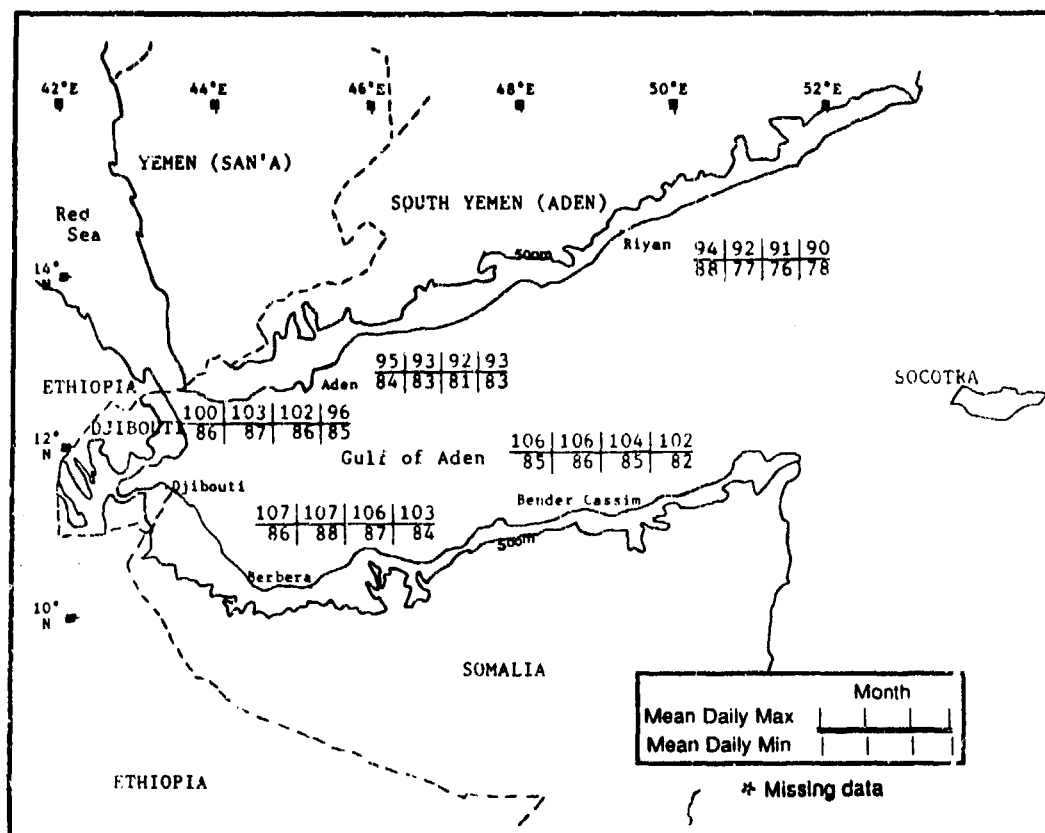 42°E 44°E 46°E 48°E 50°E 52°E
YEMEN (SAN'A)
SOUTH YEMEN (ADEN)
Red
Sea
Riyan
500m
94 92 91 90
88 77 76 78
14°
N
95 93 92 93
84 83 81 83
Aden
ETHIOPIA
SOCOTRA
DJIBOUTI
100 103 102 96
86 87 86 85
12°
N
Gulf of Aden
106 106 104 102
85 86 85 82
Djibouti
Bender Cassim
107 107 106 103
86 88 87 84
500m
Berbera
10°
N
SOMALIA
Month
Mean Daily Max
Mean Daily Min
ETHIOPIA
* Missing data